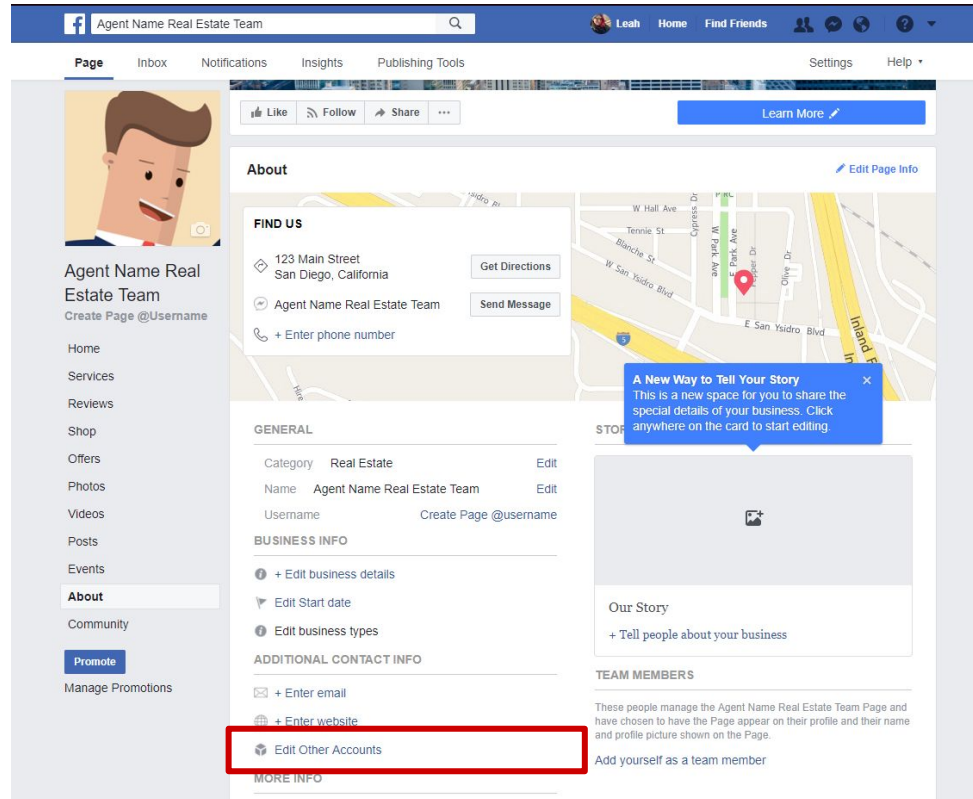 Agent Name Real Estate Team
Leah Home Find Friends
Page Inbox Notifications Insights Publishing Tools Settings Help
Like Follow Share ...
Learn More
About
Edit Page Info
FIND US
123 Main Street
San Diego, California
Get Directions
Agent Name Real Estate Team
Send Message
+ Enter phone number
W Hall Ave
Tennie St
Cypress Dr
Blanche St
W Park Ave
E Park Ave
Olive Dr
W San Ysidro Blvd
E San Ysidro Blvd
5
Agent Name Real
Estate Team
Create Page @Username
Home
Services
Reviews
Shop
Offers
Photos
Videos
Posts
Events
About
Community
Promote
Manage Promotions
A New Way to Tell Your Story
This is a new space for you to share the
special details of your business. Click
anywhere on the card to start editing.
GENERAL
Category Real Estate Edit
Name Agent Name Real Estate Team Edit
Username Create Page @username
BUSINESS INFO
+ Edit business details
Edit Start date
Edit business types
ADDITIONAL CONTACT INFO
+ Enter email
+ Enter website
Edit Other Accounts
MORE INFO
Our Story
+ Tell people about your business
TEAM MEMBERS
These people manage the Agent Name Real Estate Team Page and
have chosen to have the Page appear on their profile and their name
and profile picture shown on the Page.
Add yourself as a team member